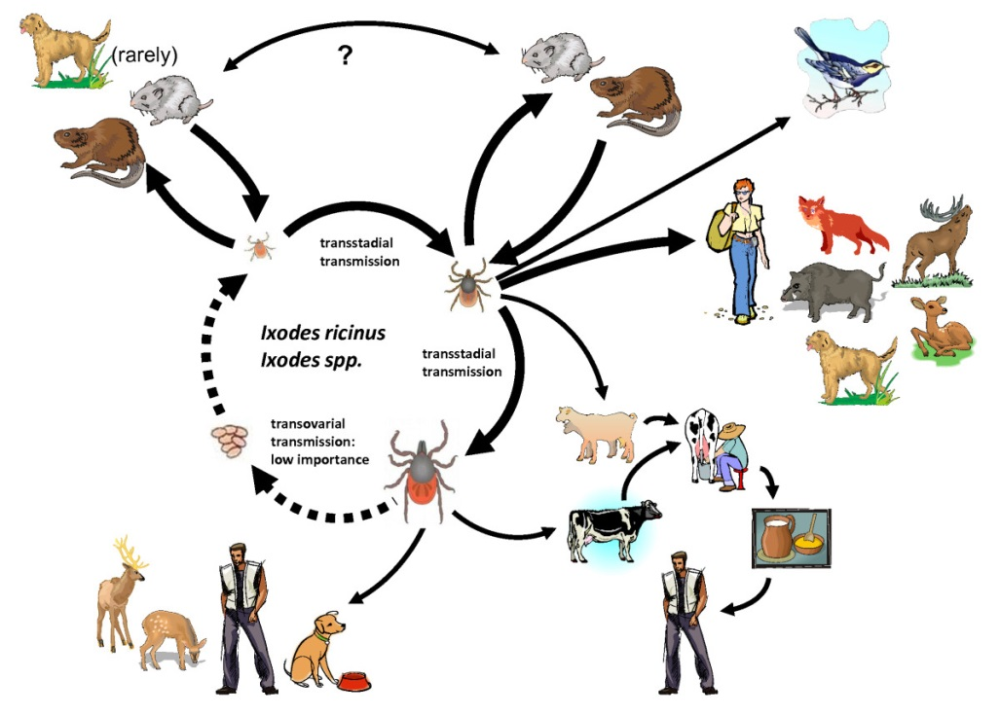 (rarely)
?
transstadial
transmission
Ixodes ricinus
Ixodes spp.
transstadial
transmission
transovarial
transmission:
low importance